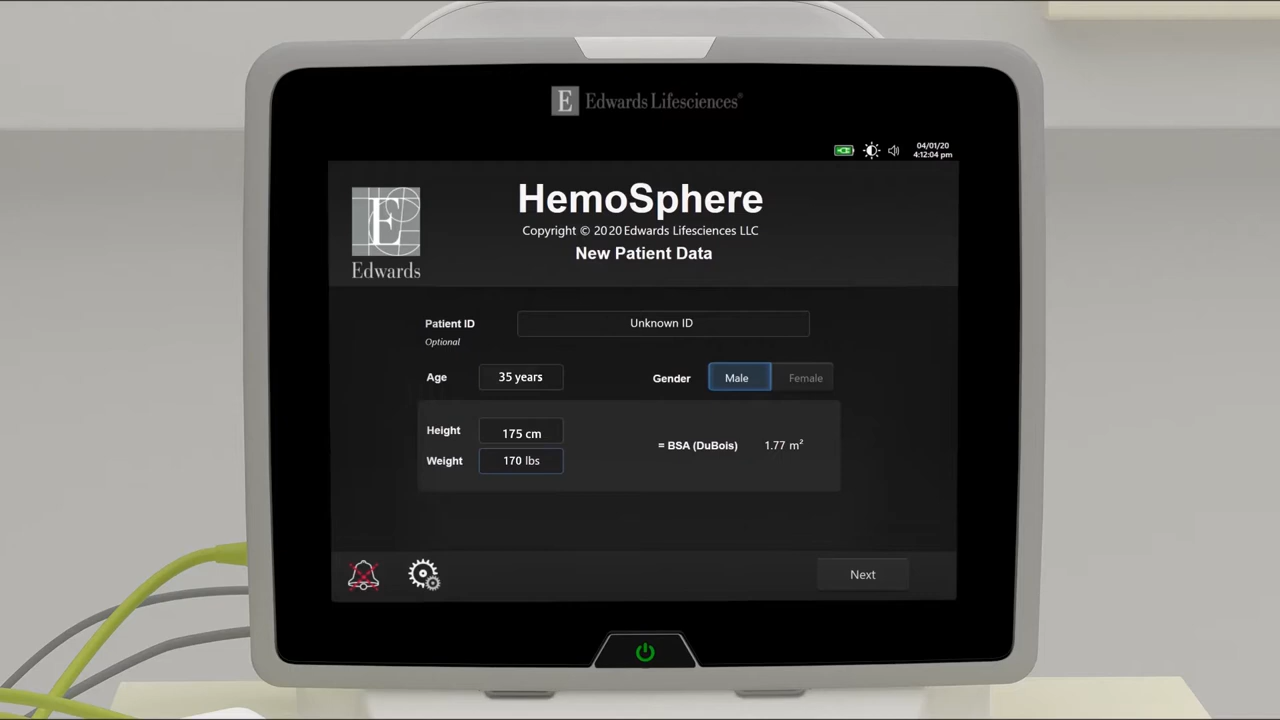 E Edwards Lifesciences®
04/01/20
4:12:04 pm
HemoSphere
Copyright © 2020 Edwards Lifesciences LLC
New Patient Data
E
Edwards
Patient ID Unknown ID
Optional
Age 35 years Gender Male Female
Height 175 cm
= BSA (DuBois) 1.77 m²
Weight 170 lbs
Next